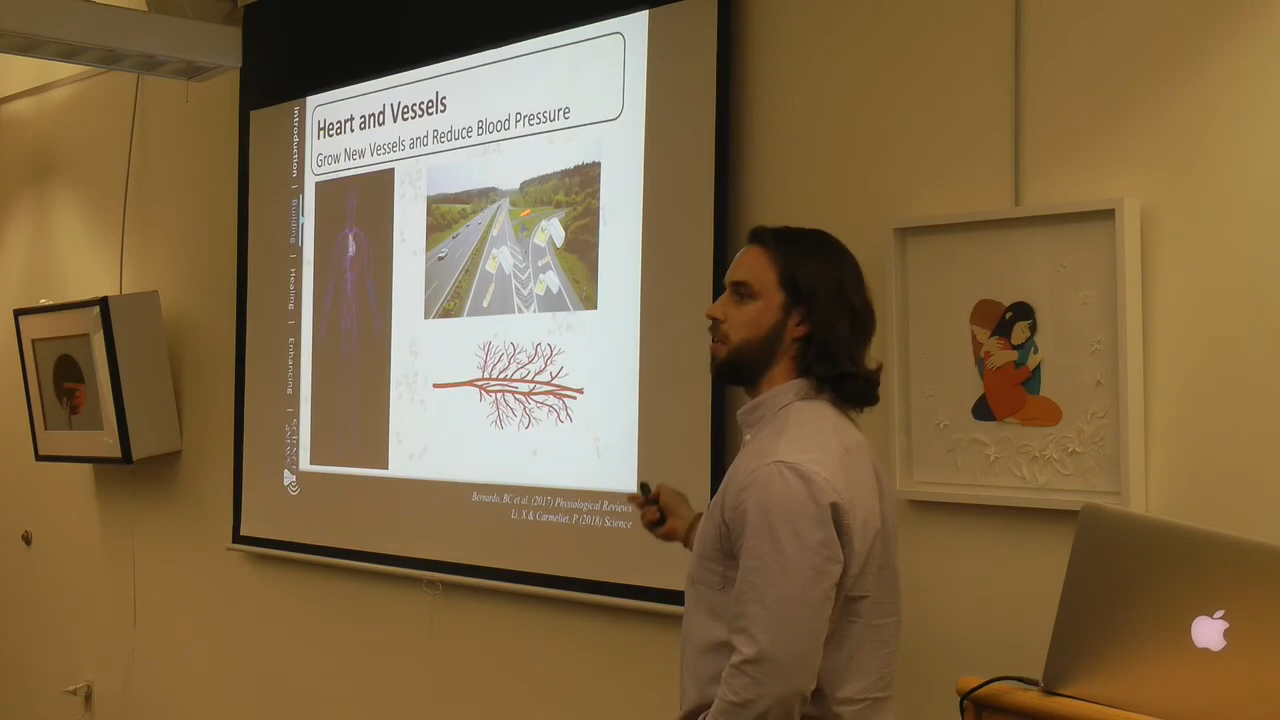 Heart and Vessels
Grow New Vessels and Reduce Blood Pressure
Introduction | Building | Healing | Enhancing |
Bernardo, BC et al. (2017) Physiological Reviews
Li, X & Carmeliet, P (2018) Science